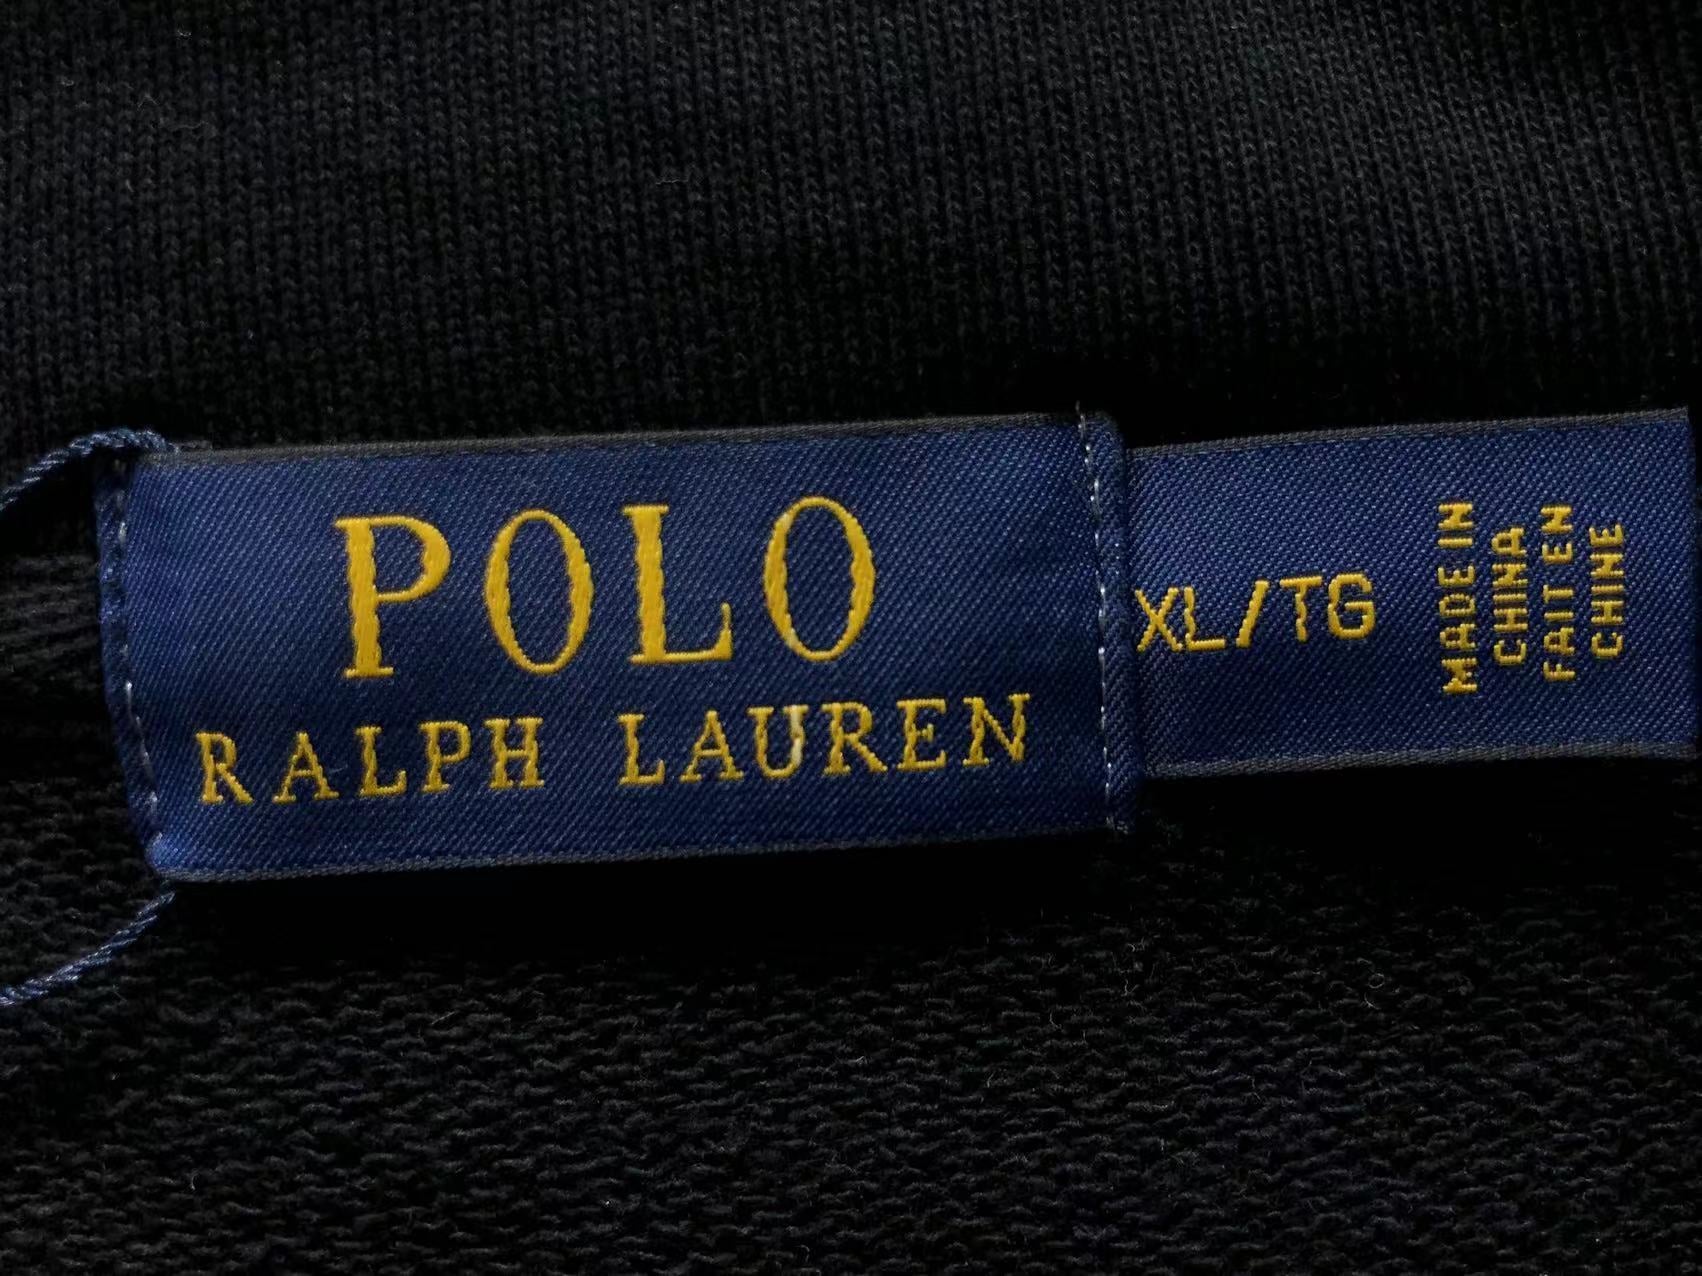 POLO
RALPH LAUREN
XL/TG
MADE IN
CHINA
FAIT EN
CHINE